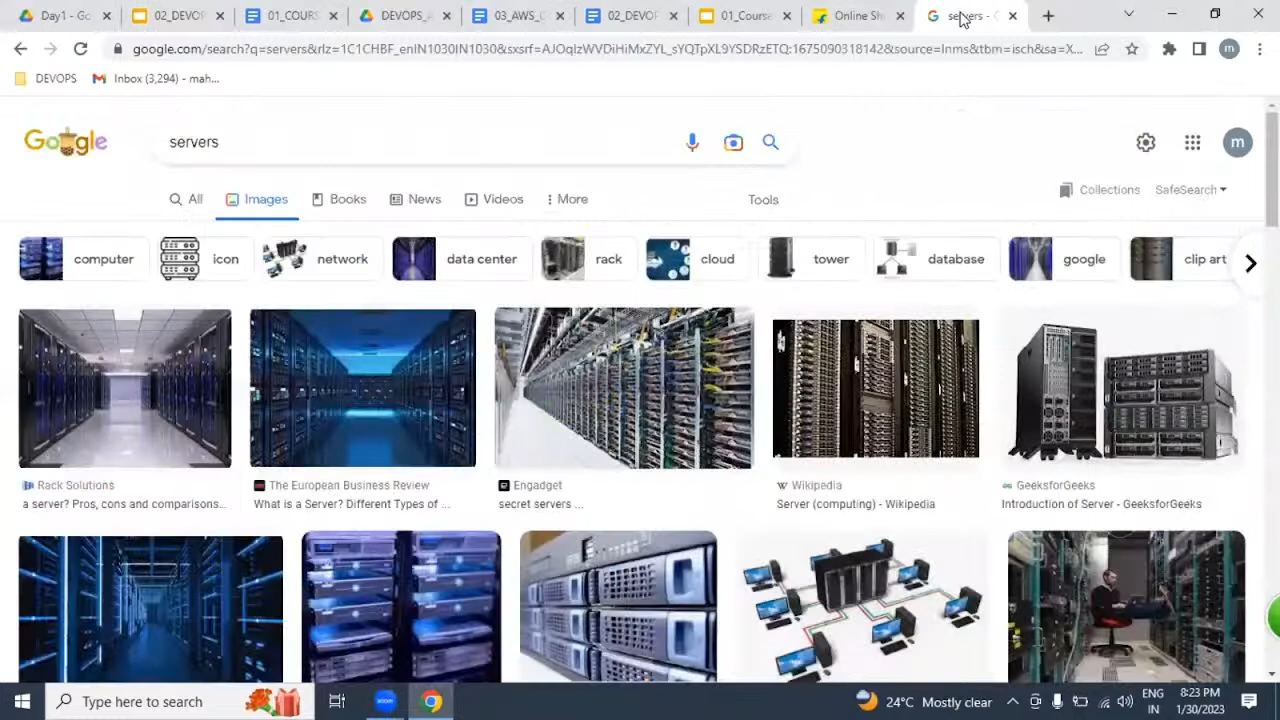 Day1 - Go
02_DEVOP
01_COURS
DEVOPS_A
03_AWS_C
02_DEVOP
01_Course
Online Sh
servers - G
google.com/search?q=servers&rlz=1C1CHBF_enIN1030IN1030&sxsrf=AJOqlzWVDiHiMxZYL_sYQTpXL9YSDRzETQ:1675090318142&source=lnms&tbm=isch&sa=X...
m
DEVOPS
Inbox (3,294) - mah...
Google
servers
m
All
Images
Books
News
Videos
More
Tools
Collections
SafeSearch
computer
icon
network
data center
rack
cloud
tower
database
google
clip art
Rack Solutions
a server? Pros, cons and comparisons...
The European Business Review
What is a Server? Different Types of ...
Engadget
secret servers ...
Wikipedia
Server (computing) - Wikipedia
GeeksforGeeks
Introduction of Server - GeeksforGeeks
Type here to search
zoom
24°C Mostly clear
ENG
IN
8:23 PM
1/30/2023